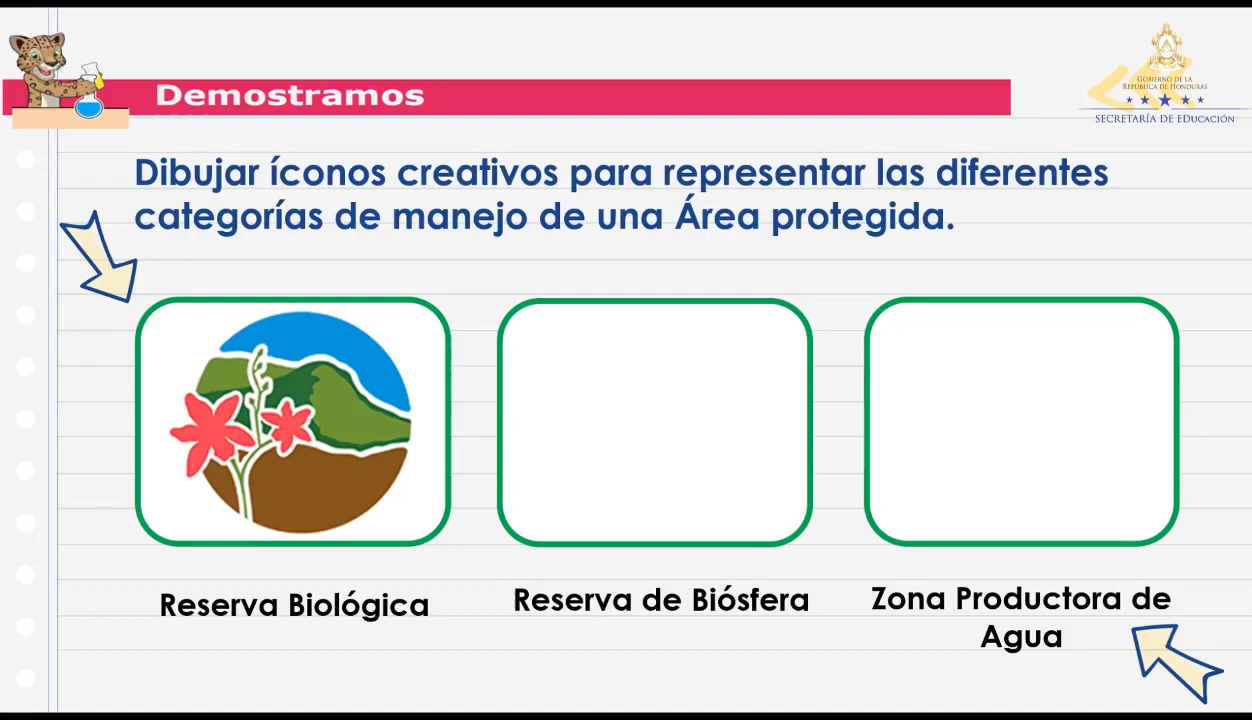 Demostramos
GOBIERNO DE LA
REPÚBLICA DE HONDURAS
SECRETARÍA DE EDUCACIÓN
Dibujar íconos creativos para representar las diferentes
categorías de manejo de una Área protegida.
Reserva Biológica
Reserva de Biósfera
Zona Productora de
Agua